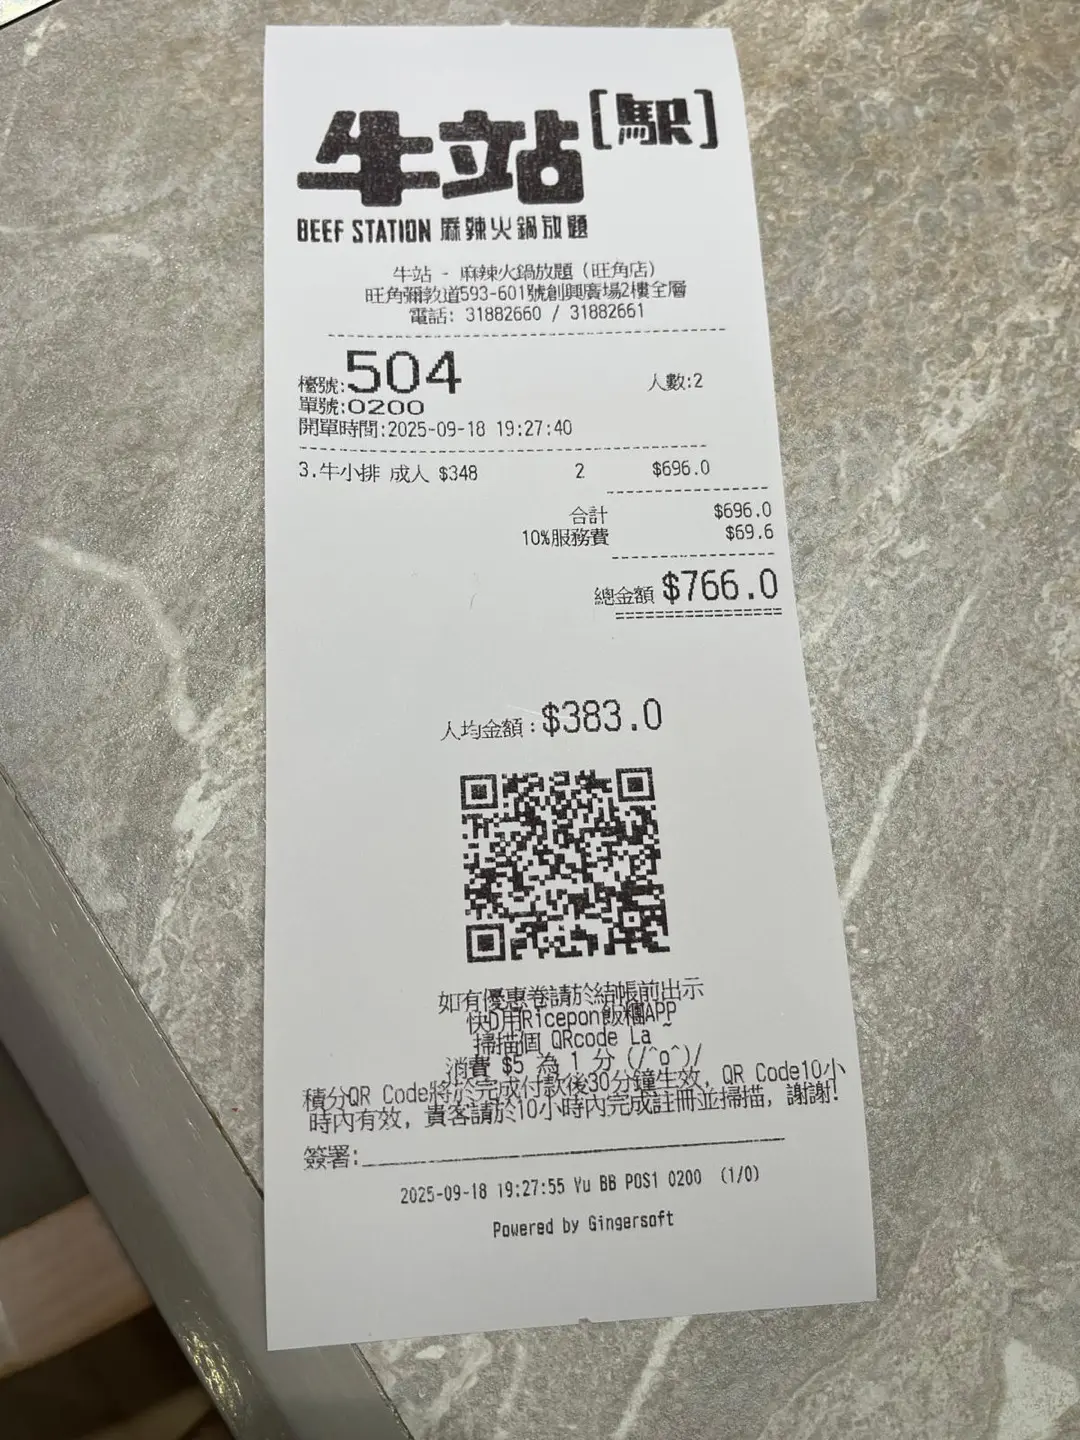 牛站［駅］
BEEF STATION 麻辣火鍋放題
牛站 - 麻辣火鍋放題（旺角店）
旺角彌敦道593-601號創興廣場2樓全層
電話: 31882660 / 31882661
檯號:504 人數:2
單號:0200
開單時間:2025-09-18 19:27:40
3.牛小排 成人 $348 2 $696.0
合計 $696.0
10%服務費 $69.6
總金額 $766.0
人均金額:$383.0
如有優惠卷請於結帳前出示
快D用Ricepon飯糰APP
掃描個 QRcode La ~
消費 $5 為 1 分 (/^o^)/
積分QR Code將於完成付款後30分鐘生效, QR Code10小
時內有效, 貴客請於10小時內完成註冊並掃描, 謝謝!
簽署:
2025-09-18 19:27:55 Yu BB POS1 0200 (1/0)
Powered by Gingersoft